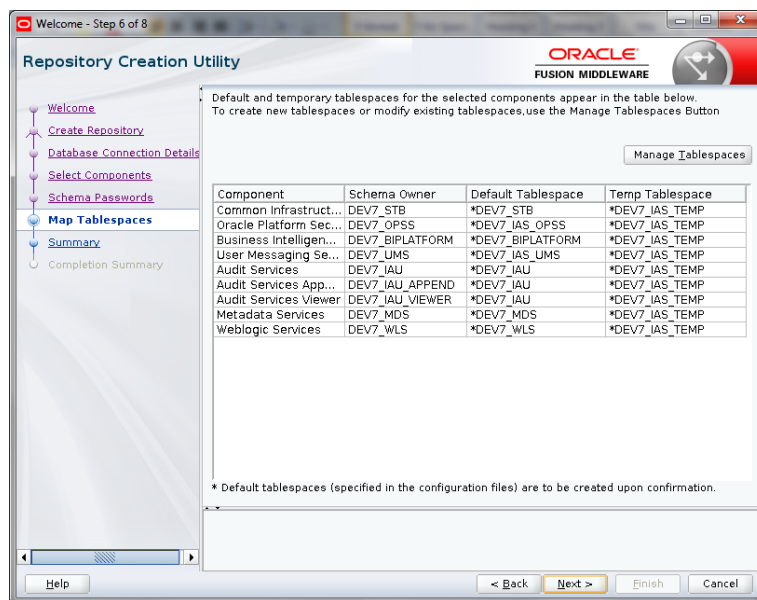 Welcome - Step 6 of 8
Repository Creation Utility
ORACLE
FUSION MIDDLEWARE
Welcome
Create Repository
Database Connection Details
Select Components
Schema Passwords
Map Tablespaces
Summary
Completion Summary
Default and temporary tablespaces for the selected components appear in the table below.
To create new tablespaces or modify existing tablespaces,use the Manage Tablespaces Button
Manage Tablespaces
Component Schema Owner Default Tablespace Temp Tablespace
Common Infrastruct... DEV7_STB *DEV7_STB *DEV7_IAS_TEMP
Oracle Platform Sec... DEV7_OPSS *DEV7_IAS_OPSS *DEV7_IAS_TEMP
Business Intelligen... DEV7_BIPLATFORM *DEV7_BIPLATFORM *DEV7_IAS_TEMP
User Messaging Se... DEV7_UMS *DEV7_IAS_UMS *DEV7_IAS_TEMP
Audit Services DEV7_IAU *DEV7_IAU *DEV7_IAS_TEMP
Audit Services App... DEV7_IAU_APPEND *DEV7_IAU *DEV7_IAS_TEMP
Audit Services Viewer DEV7_IAU_VIEWER *DEV7_IAU *DEV7_IAS_TEMP
Metadata Services DEV7_MDS *DEV7_MDS *DEV7_IAS_TEMP
Weblogic Services DEV7_WLS *DEV7_WLS *DEV7_IAS_TEMP
* Default tablespaces (specified in the configuration files) are to be created upon confirmation.
Help
< Back
Next >
Finish
Cancel